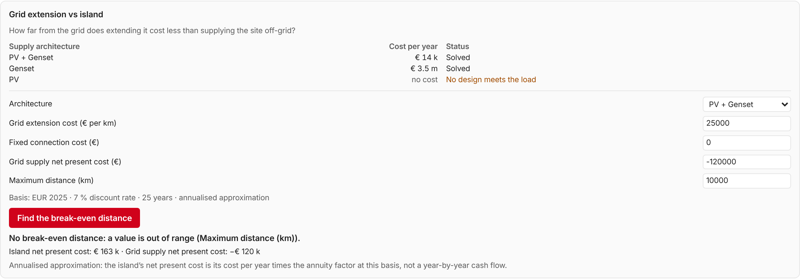 Grid extension vs island
How far from the grid does extending it cost less than supplying the site off-grid?
Supply architecture Cost per year Status
PV + Genset € 14 k Solved
Genset € 3.5 m Solved
PV no cost No design meets the load
Architecture PV + Genset
Grid extension cost (€ per km) 25000
Fixed connection cost (€) 0
Grid supply net present cost (€) -120000
Maximum distance (km) 10000
Basis: EUR 2025 · 7 % discount rate · 25 years · annualised approximation
Find the break-even distance
No break-even distance: a value is out of range (Maximum distance (km)).
Island net present cost: € 163 k · Grid supply net present cost: −€ 120 k
Annualised approximation: the island's net present cost is its cost per year times the annuity factor at this basis, not a year-by-year cash flow.